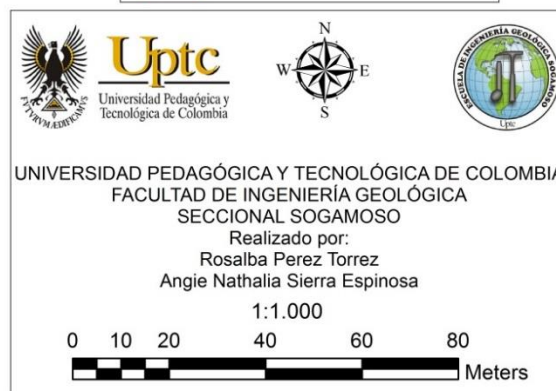 FVTVRVM ÆDIFICAMVS
Uptc
Universidad Pedagógica y
Tecnológica de Colombia
N
W E
S
ESCUELA DE INGENIERÍA GEOLÓGICA SOGAMOSO
Uptc
UNIVERSIDAD PEDAGÓGICA Y TECNOLÓGICA DE COLOMBIA
FACULTAD DE INGENIERÍA GEOLÓGICA
SECCIONAL SOGAMOSO
Realizado por:
Rosalba Perez Torrez
Angie Nathalia Sierra Espinosa
1:1.000
0 10 20 40 60 80
Meters